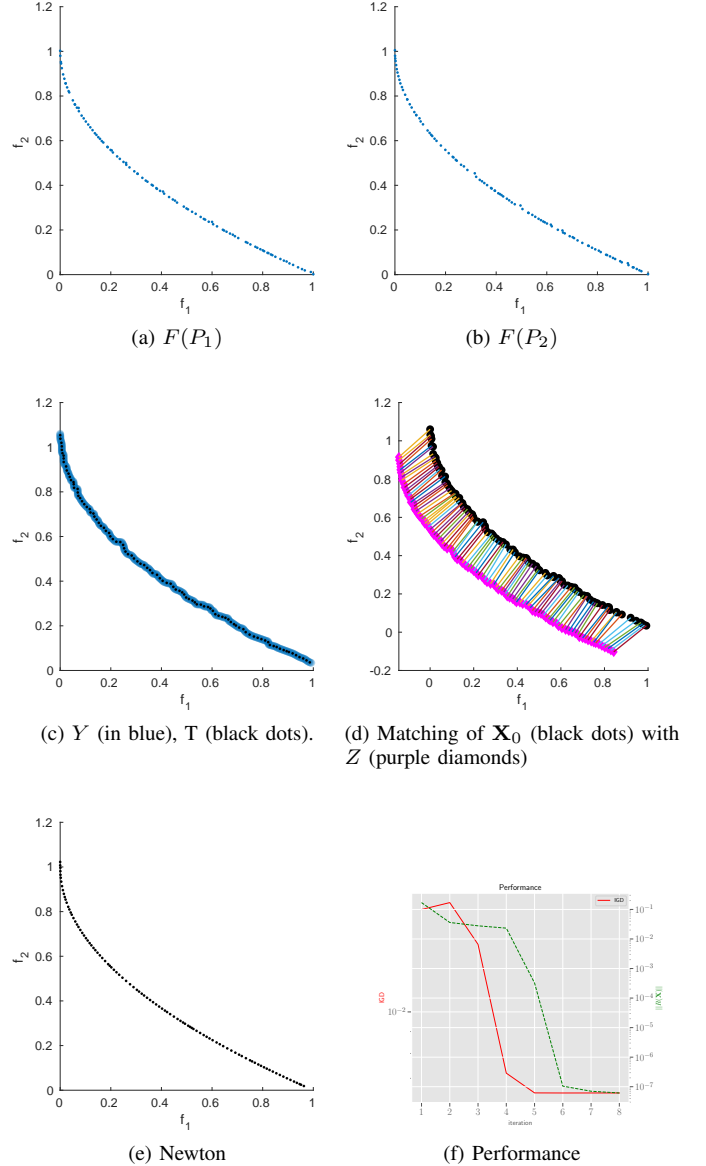 1.2
1
0.8
0.6
0.4
0.2
0
f2
0 0.2 0.4 0.6 0.8 1
f1
(a) F(P1)
1.2
1
0.8
0.6
0.4
0.2
0
f2
0 0.2 0.4 0.6 0.8 1
f1
(b) F(P2)
1.2
1
0.8
0.6
0.4
0.2
0
f2
0 0.2 0.4 0.6 0.8 1
f1
(c) Y (in blue), T (black dots).
1.2
1
0.8
0.6
0.4
0.2
0
-0.2
f2
0 0.2 0.4 0.6 0.8 1
f1
(d) Matching of X0 (black dots) with
Z (purple diamonds)
1.2
1
0.8
0.6
0.4
0.2
0
f2
0 0.2 0.4 0.6 0.8 1
f1
(e) Newton
Performance
IGD
IGD
10−2
10−1
10−2
10−3
10−4
10−5
10−6
10−7
||R(X)||
1 2 3 4 5 6 7 8
iteration
(f) Performance